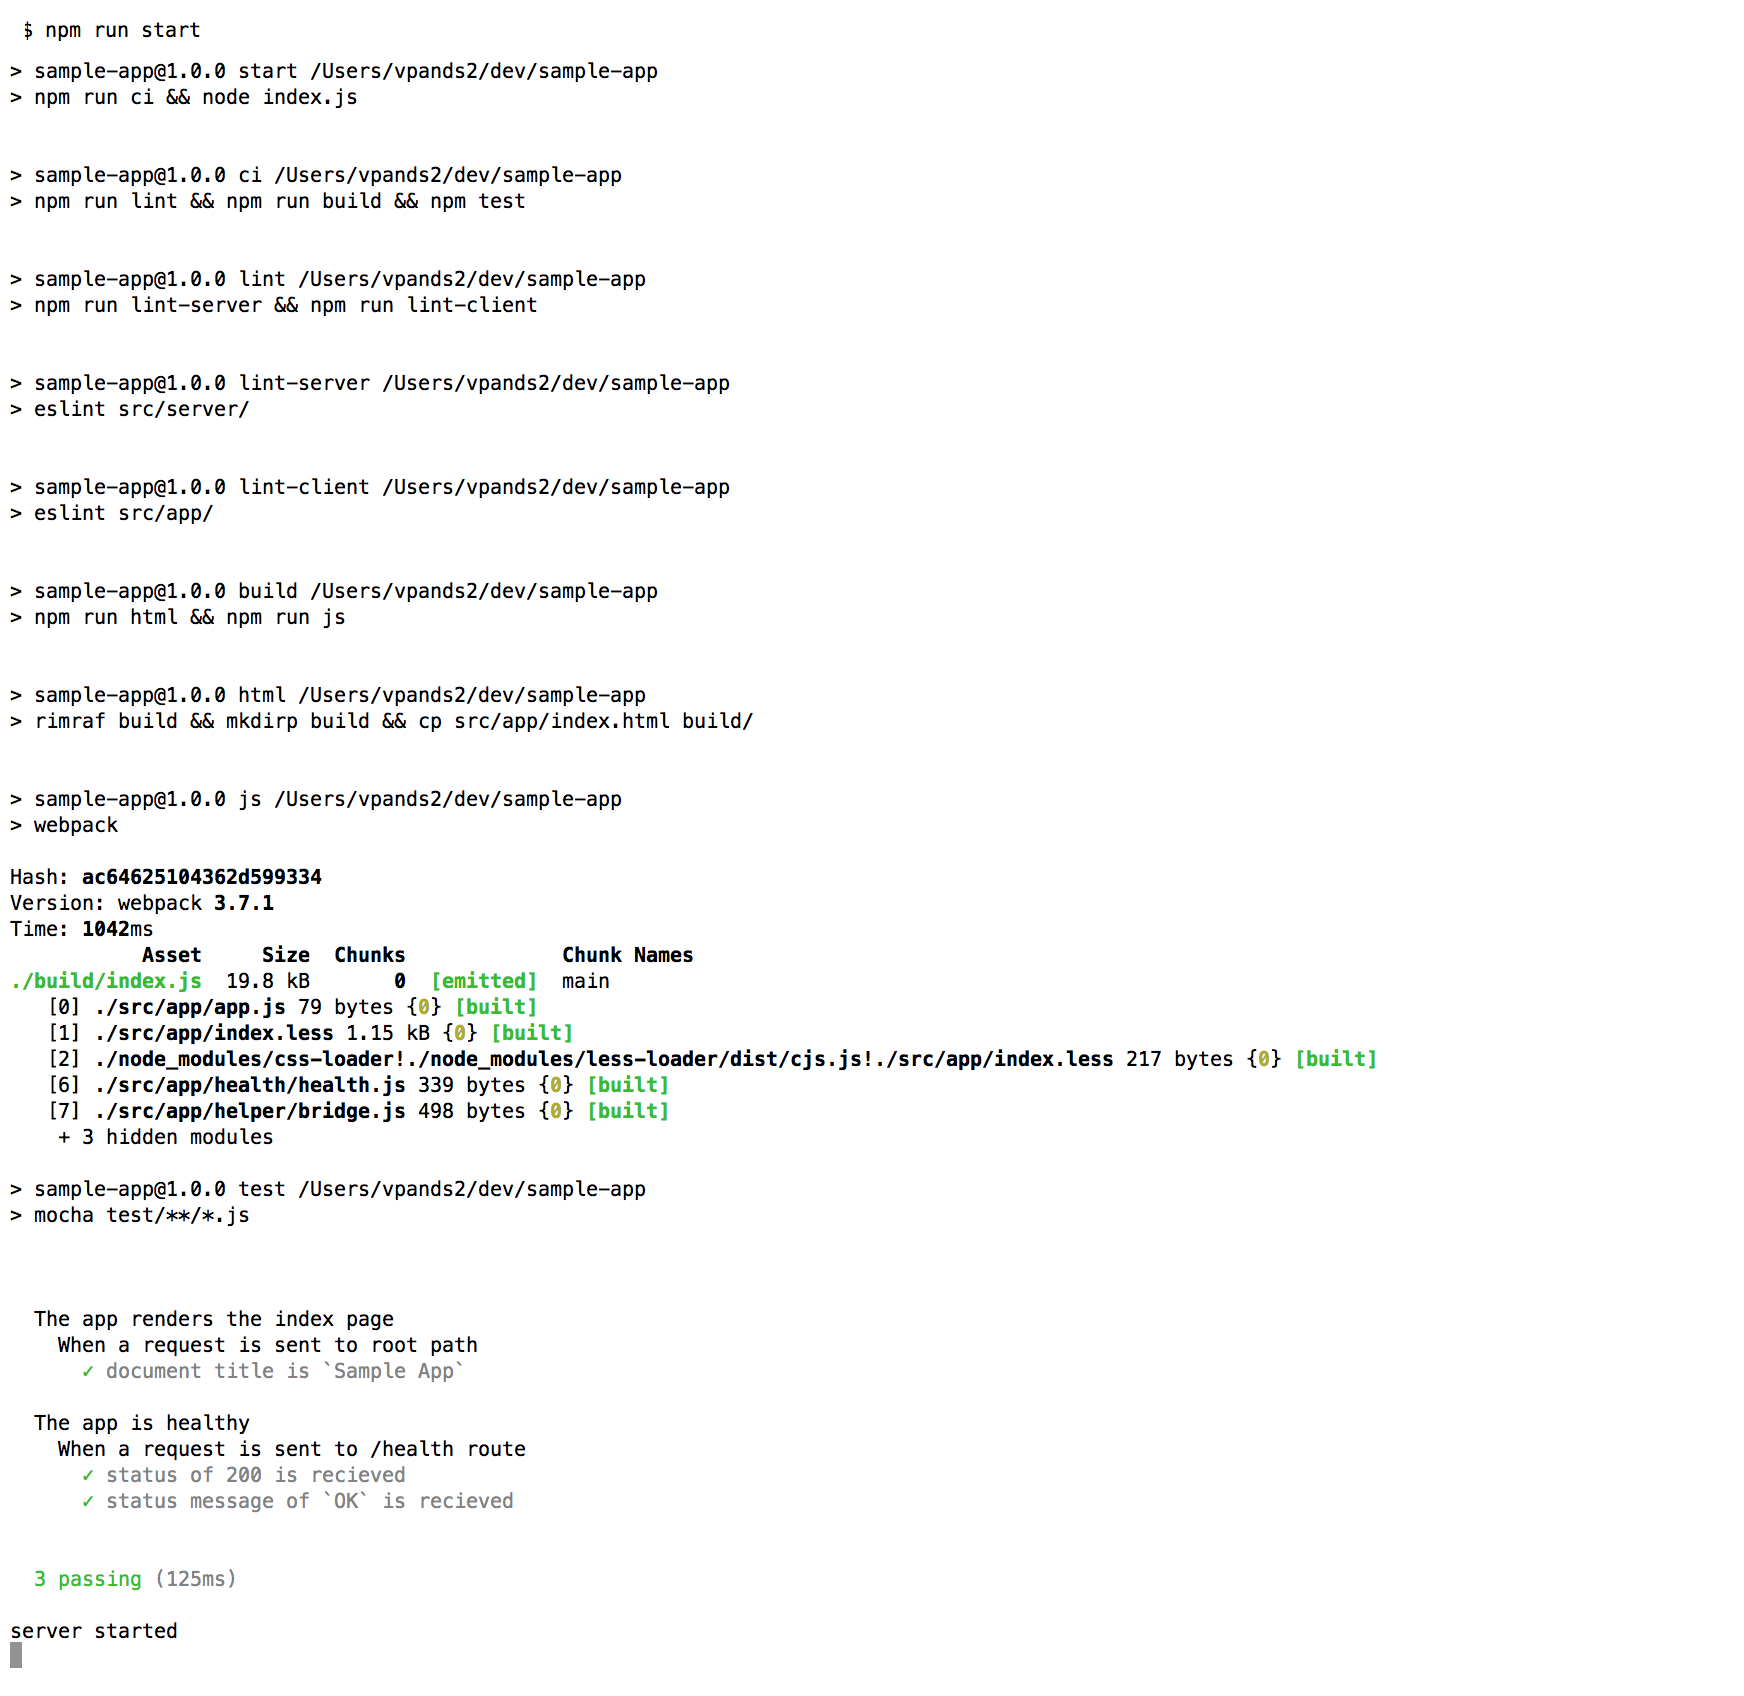 $ npm run start
> sample-app@1.0.0 start /Users/vpands2/dev/sample-app
> npm run ci && node index.js
> sample-app@1.0.0 ci /Users/vpands2/dev/sample-app
> npm run lint && npm run build && npm test
> sample-app@1.0.0 lint /Users/vpands2/dev/sample-app
> npm run lint-server && npm run lint-client
> sample-app@1.0.0 lint-server /Users/vpands2/dev/sample-app
> eslint src/server/
> sample-app@1.0.0 lint-client /Users/vpands2/dev/sample-app
> eslint src/app/
> sample-app@1.0.0 build /Users/vpands2/dev/sample-app
> npm run html && npm run js
> sample-app@1.0.0 html /Users/vpands2/dev/sample-app
> rimraf build && mkdirp build && cp src/app/index.html build/
> sample-app@1.0.0 js /Users/vpands2/dev/sample-app
> webpack
Hash: ac64625104362d599334
Version: webpack 3.7.1
Time: 1042ms
Asset Size Chunks Chunk Names
./build/index.js 19.8 kB 0 [emitted] main
[0] ./src/app/app.js 79 bytes {0} [built]
[1] ./src/app/index.less 1.15 kB {0} [built]
[2] ./node_modules/css-loader!./node_modules/less-loader/dist/cjs.js!./src/app/index.less 217 bytes {0} [built]
[6] ./src/app/health/health.js 339 bytes {0} [built]
[7] ./src/app/helper/bridge.js 498 bytes {0} [built]
+ 3 hidden modules
> sample-app@1.0.0 test /Users/vpands2/dev/sample-app
> mocha test/**/*.js
The app renders the index page
When a request is sent to root path
✓ document title is `Sample App`
The app is healthy
When a request is sent to /health route
✓ status of 200 is recieved
✓ status message of `OK` is recieved
3 passing (125ms)
server started